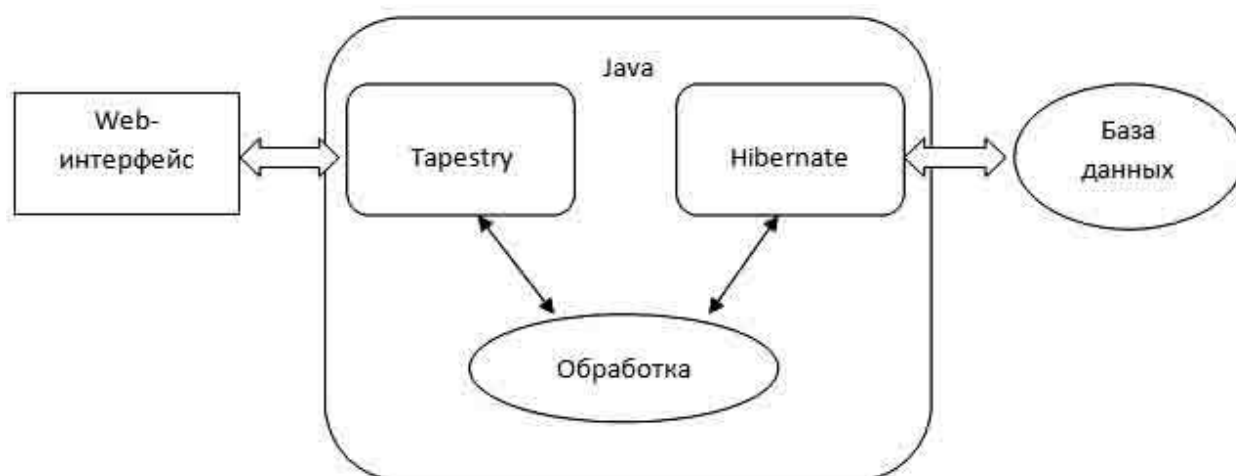 Java
Web-
интерфейс
Tapestry
Hibernate
База
данных
Обработка